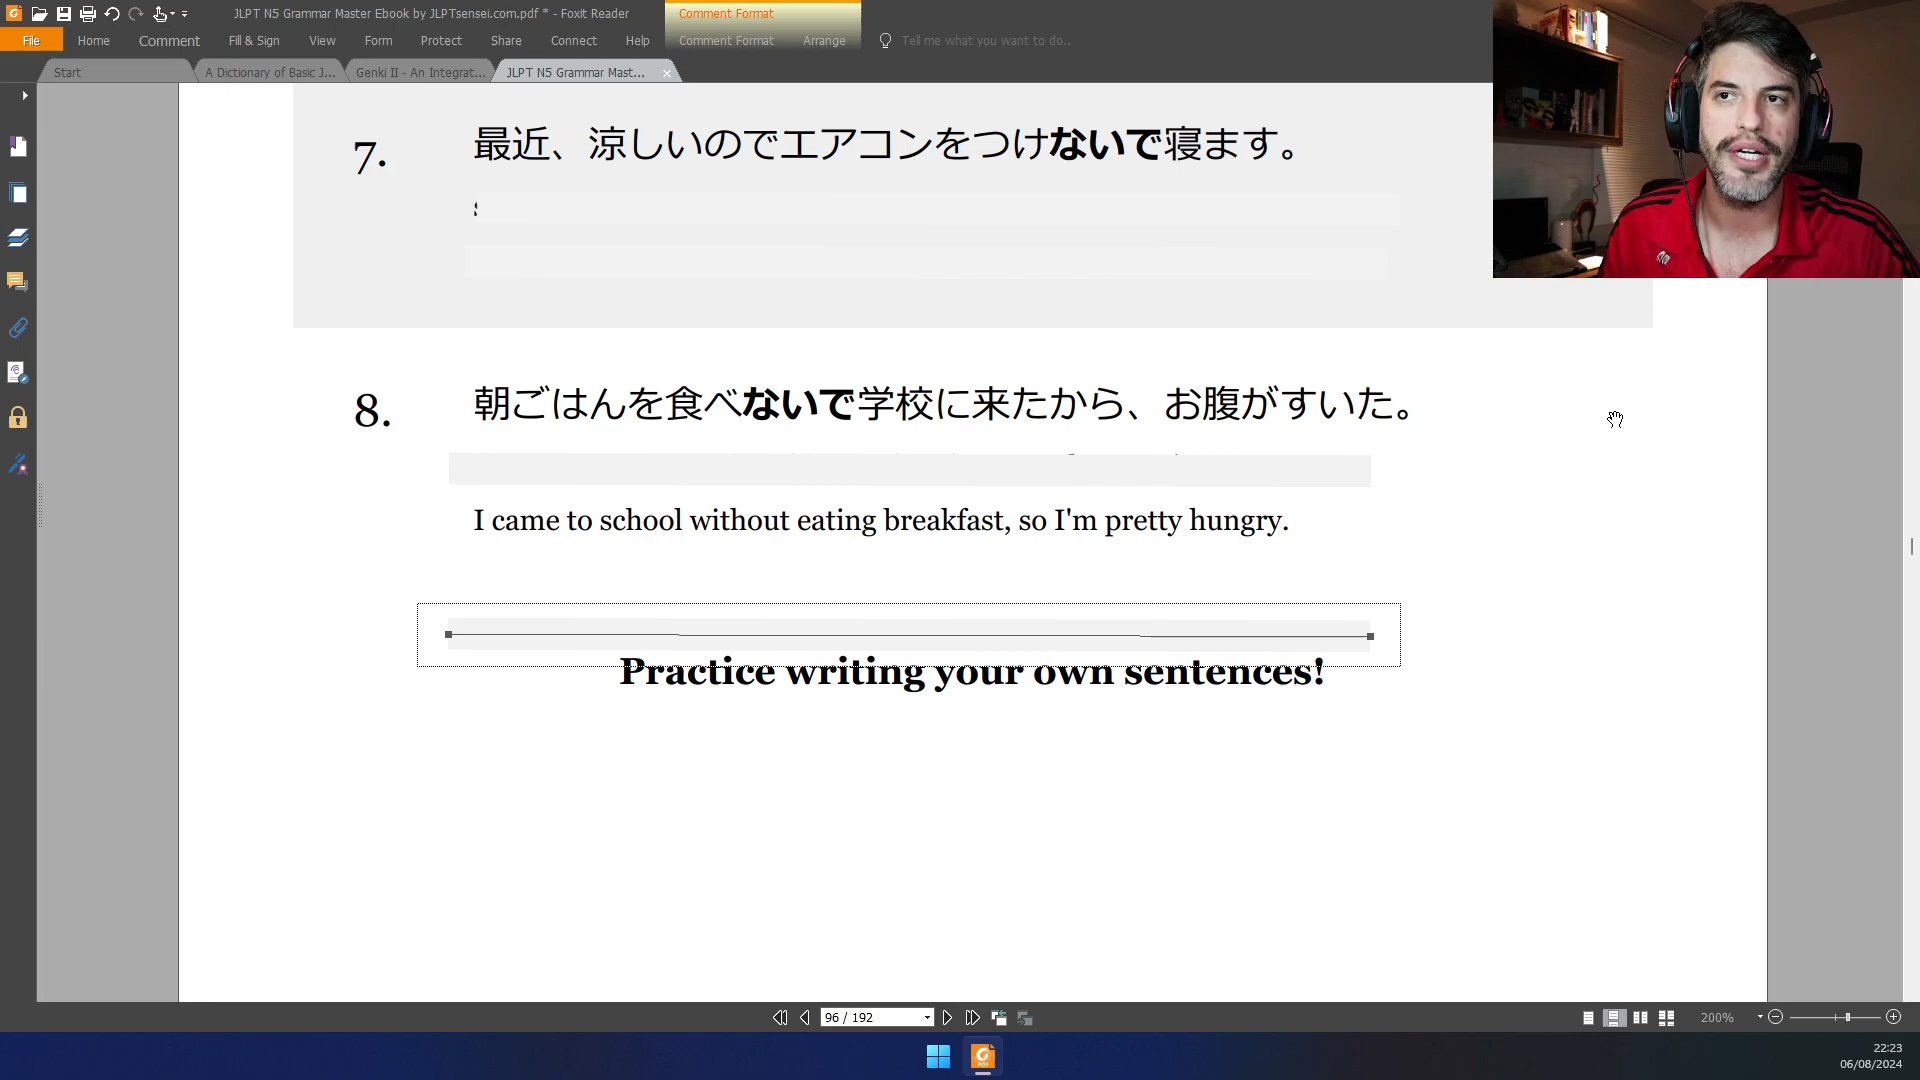 JLPT N5 Grammar Master Ebook by JLPTsensei.com.pdf * - Foxit Reader
Comment Format
File
Home
Comment
Fill & Sign
View
Form
Protect
Share
Connect
Help
Comment Format
Arrange
Tell me what you want to do..
Start
A Dictionary of Basic J...
Genki II - An Integrat...
JLPT N5 Grammar Mast...
7.
最近、涼しいのでエアコンをつけないで寝ます。
8.
朝ごはんを食べないで学校に来たから、お腹がすいた。
I came to school without eating breakfast, so I'm pretty hungry.
Practice writing your own sentences!
96 / 192
200%
22:23
06/08/2024